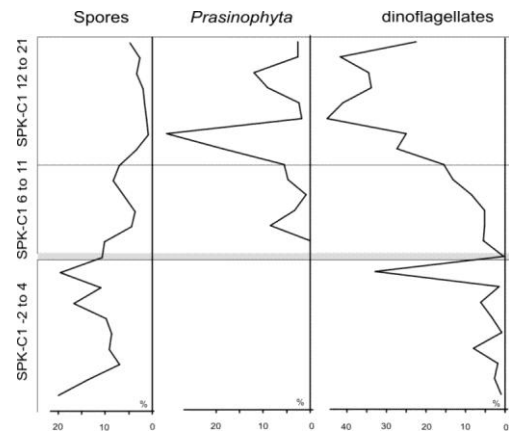 Spores Prasinophyta dinoflagellates
SPK-C1 12 to 21
SPK-C1 6 to 11
SPK-C1 -2 to 4
% % %
20 10 0 20 10 0 40 30 20 10 0